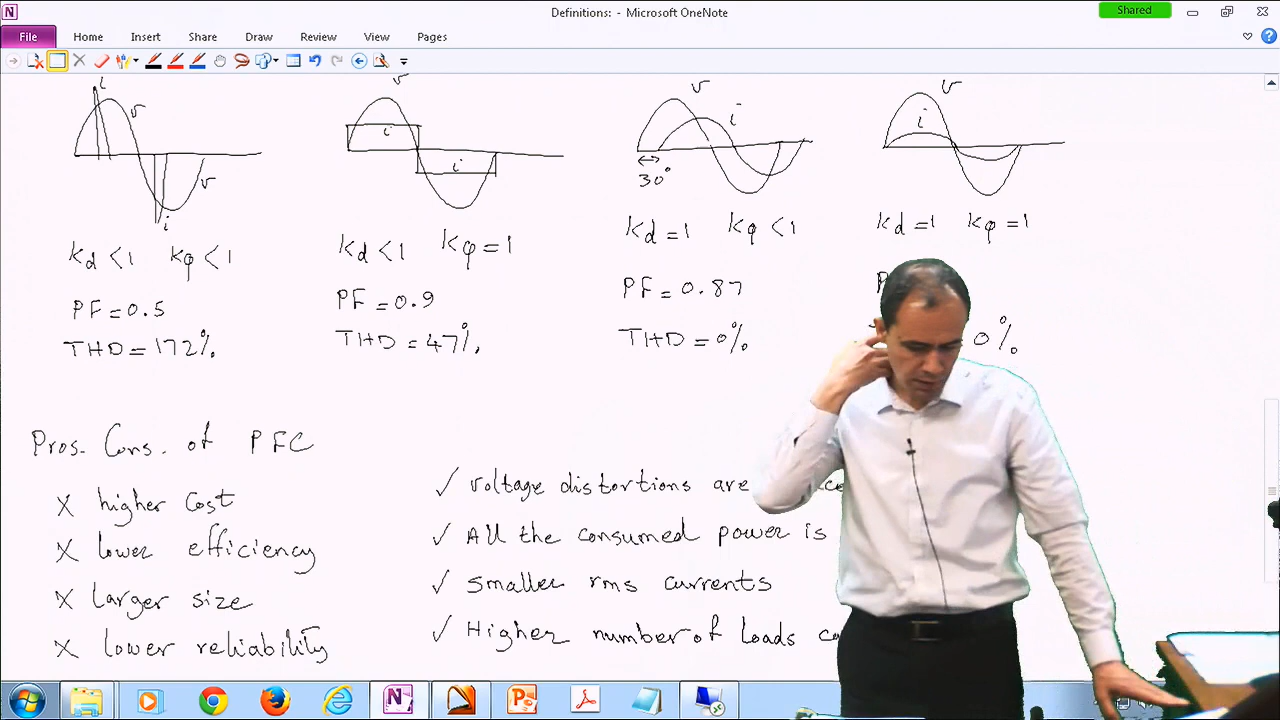 Definitions: - Microsoft OneNote
Shared
File Home Insert Share Draw Review View Pages
i v v i
v i i
v i 30°
v i
kd < 1 kφ < 1
PF = 0.5
THD = 172%
kd < 1 kφ = 1
PF = 0.9
THD = 47%
kd = 1 kφ < 1
PF = 0.87
THD = 0%
kd = 1 kφ = 1
0%
Pros. Cons. of PFC
X higher cost
X lower efficiency
X larger size
X lower reliability
✓ voltage distortions are
✓ All the consumed power is
✓ Smaller rms currents
✓ Higher number of loads